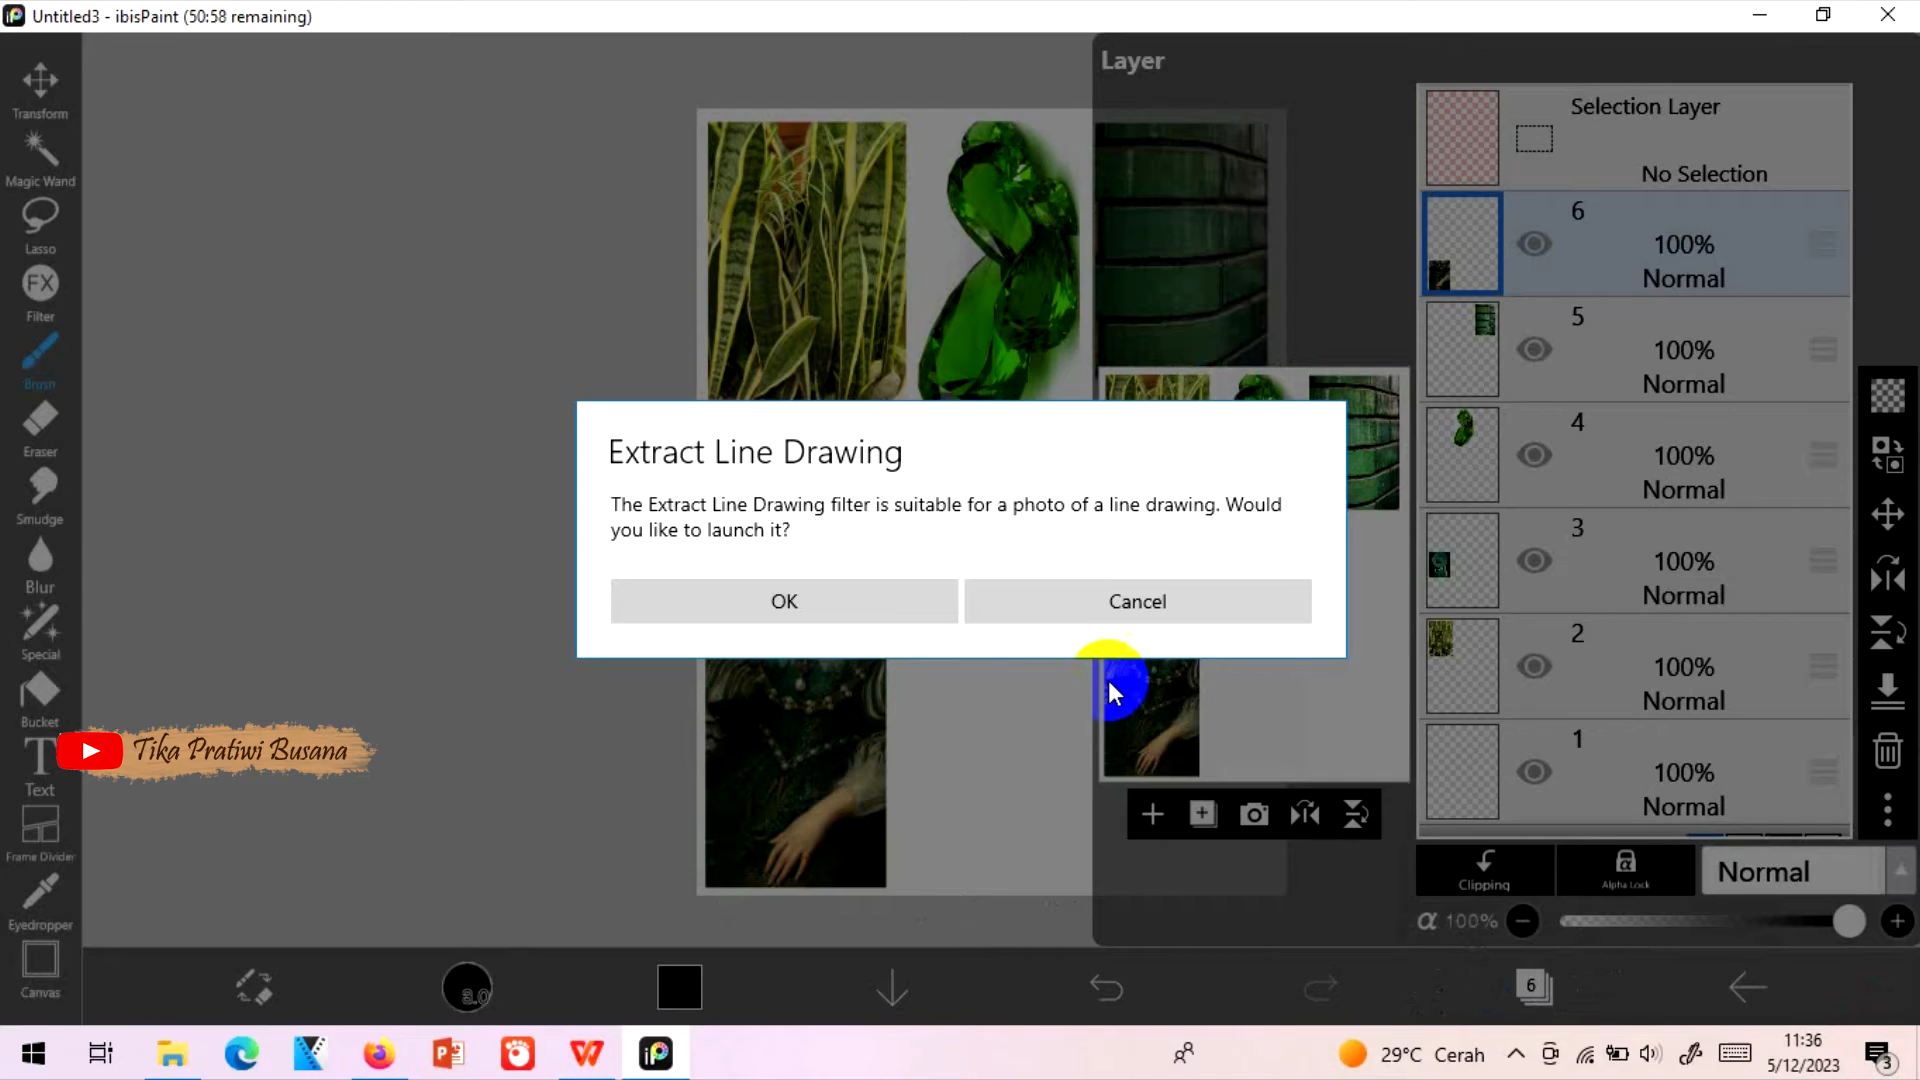 Untitled3 - ibisPaint (50:58 remaining)
Transform
Magic Wand
Lasso
FX
Filter
Brush
Eraser
Smudge
Blur
Special
Bucket
Text
Frame Divider
Eyedropper
Canvas
Tika Pratiwi Busana
Extract Line Drawing
The Extract Line Drawing filter is suitable for a photo of a line drawing. Would
you like to launch it?
OK
Cancel
Layer
Selection Layer
No Selection
6
100%
Normal
5
100%
Normal
4
100%
Normal
3
100%
Normal
2
100%
Normal
1
100%
Normal
Clipping
Alpha Lock
Normal
α 100%
6
29°C Cerah
11:36
5/12/2023
3